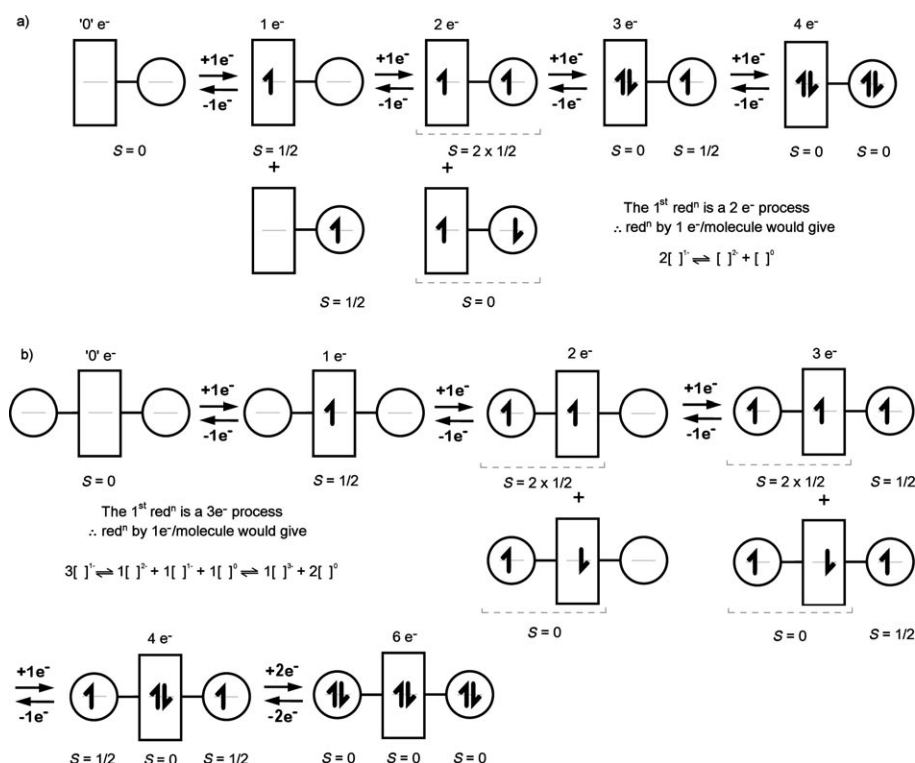 a)
'0' e⁻ 1 e⁻ 2 e⁻ 3 e⁻ 4 e⁻
+1e⁻ +1e⁻ +1e⁻ +1e⁻
-1e⁻ -1e⁻ -1e⁻ -1e⁻
S = 0 S = 1/2 S = 2 x 1/2 S = 0 S = 1/2 S = 0 S = 0
+ +
The 1ˢᵗ redⁿ is a 2 e⁻ process
∴ redⁿ by 1 e⁻/molecule would give
2[ ]¹⁻ ⇌ [ ]²⁻ + [ ]⁰
S = 1/2 S = 0
b)
'0' e⁻ 1 e⁻ 2 e⁻ 3 e⁻
+1e⁻ +1e⁻ +1e⁻
-1e⁻ -1e⁻ -1e⁻
S = 0 S = 1/2 S = 2 x 1/2 S = 2 x 1/2 S = 1/2
+ +
The 1ˢᵗ redⁿ is a 3e⁻ process
∴ redⁿ by 1e⁻/molecule would give
3[ ]¹⁻ ⇌ 1[ ]²⁻ + 1[ ]¹⁻ + 1[ ]⁰ ⇌ 1[ ]³⁻ + 2[ ]⁰
S = 0 S = 0 S = 1/2
4 e⁻ 6 e⁻
+1e⁻ +2e⁻
-1e⁻ -2e⁻
S = 1/2 S = 0 S = 1/2 S = 0 S = 0 S = 0